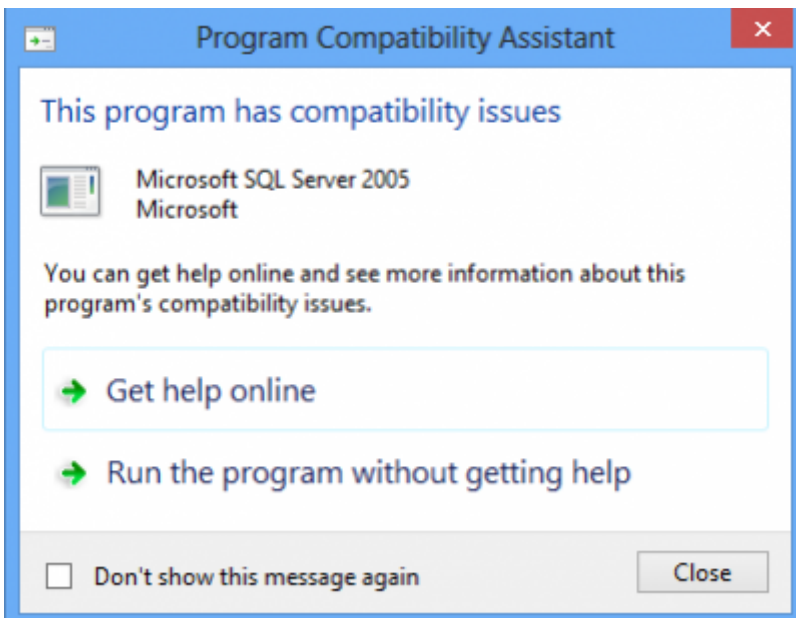 Program Compatibility Assistant
This program has compatibility issues
Microsoft SQL Server 2005
Microsoft
You can get help online and see more information about this
program's compatibility issues.
Get help online
Run the program without getting help
Don't show this message again
Close